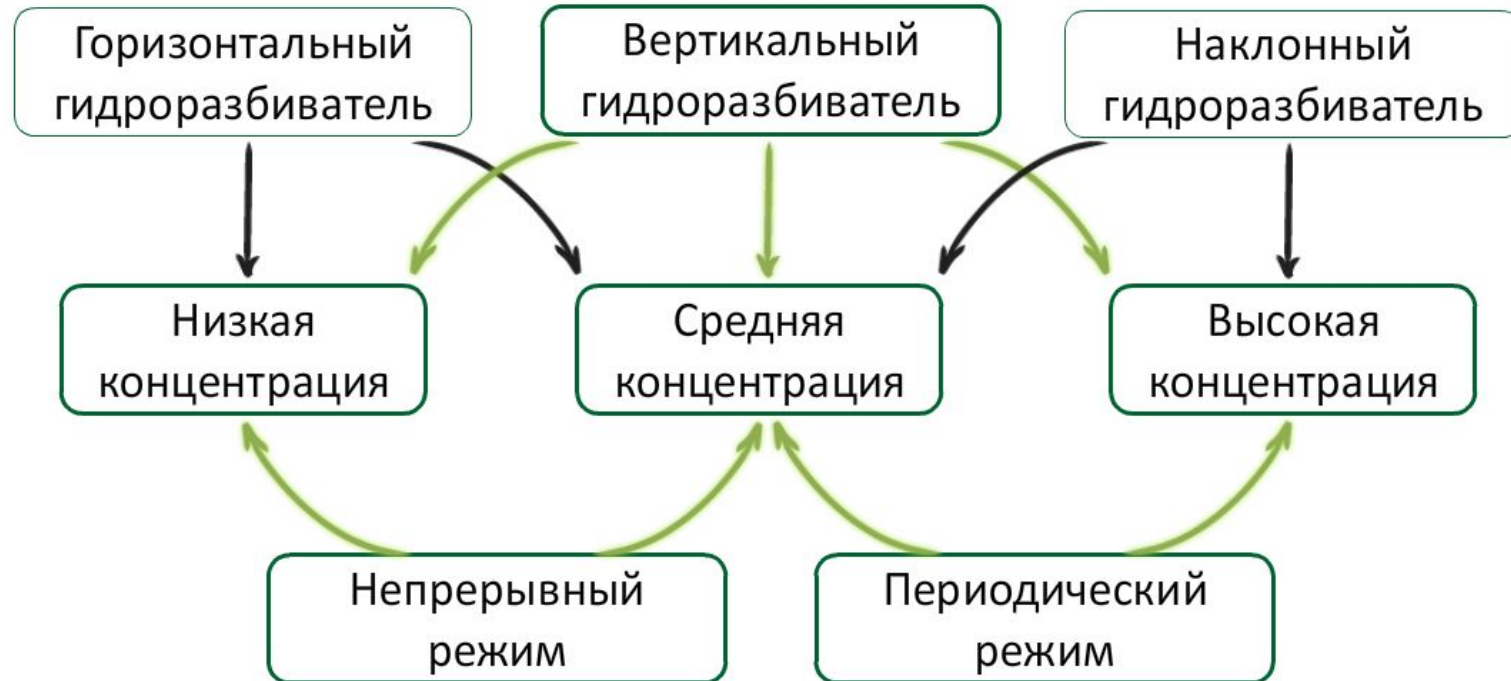 Горизонтальный
гидроразбиватель
Вертикальный
гидроразбиватель
Наклонный
гидроразбиватель
Низкая
концентрация
Средняя
концентрация
Высокая
концентрация
Непрерывный
режим
Периодический
режим